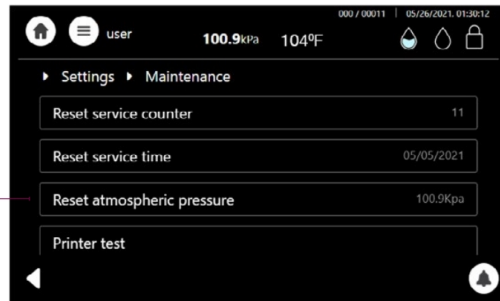 000 / 00011 | 05/26/2021. 01:30:12
user 100.9kPa 104ºF
Settings Maintenance
Reset service counter 11
Reset service time 05/05/2021
Reset atmospheric pressure 100.9Kpa
Printer test